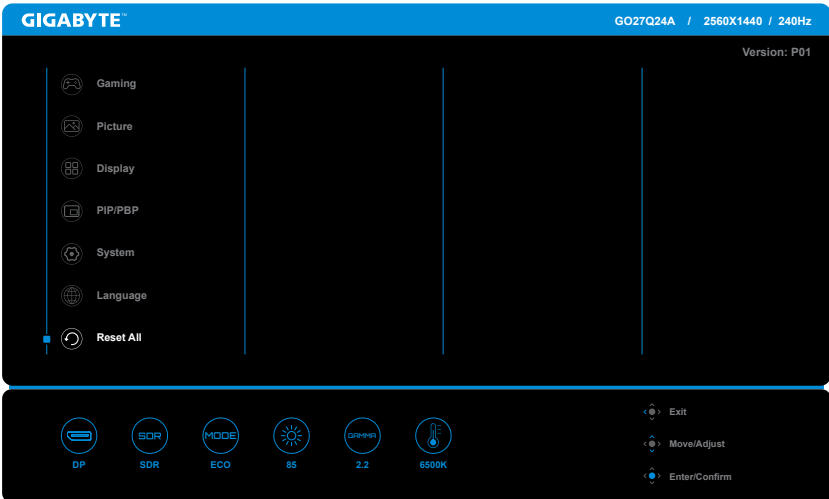 GIGABYTE™
GO27Q24A / 2560X1440 / 240Hz
Version: P01
Gaming
Picture
Display
PIP/PBP
System
Language
Reset All
SDR
MODE
GAMMA
DP
SDR
ECO
85
2.2
6500K
Exit
Move/Adjust
Enter/Confirm